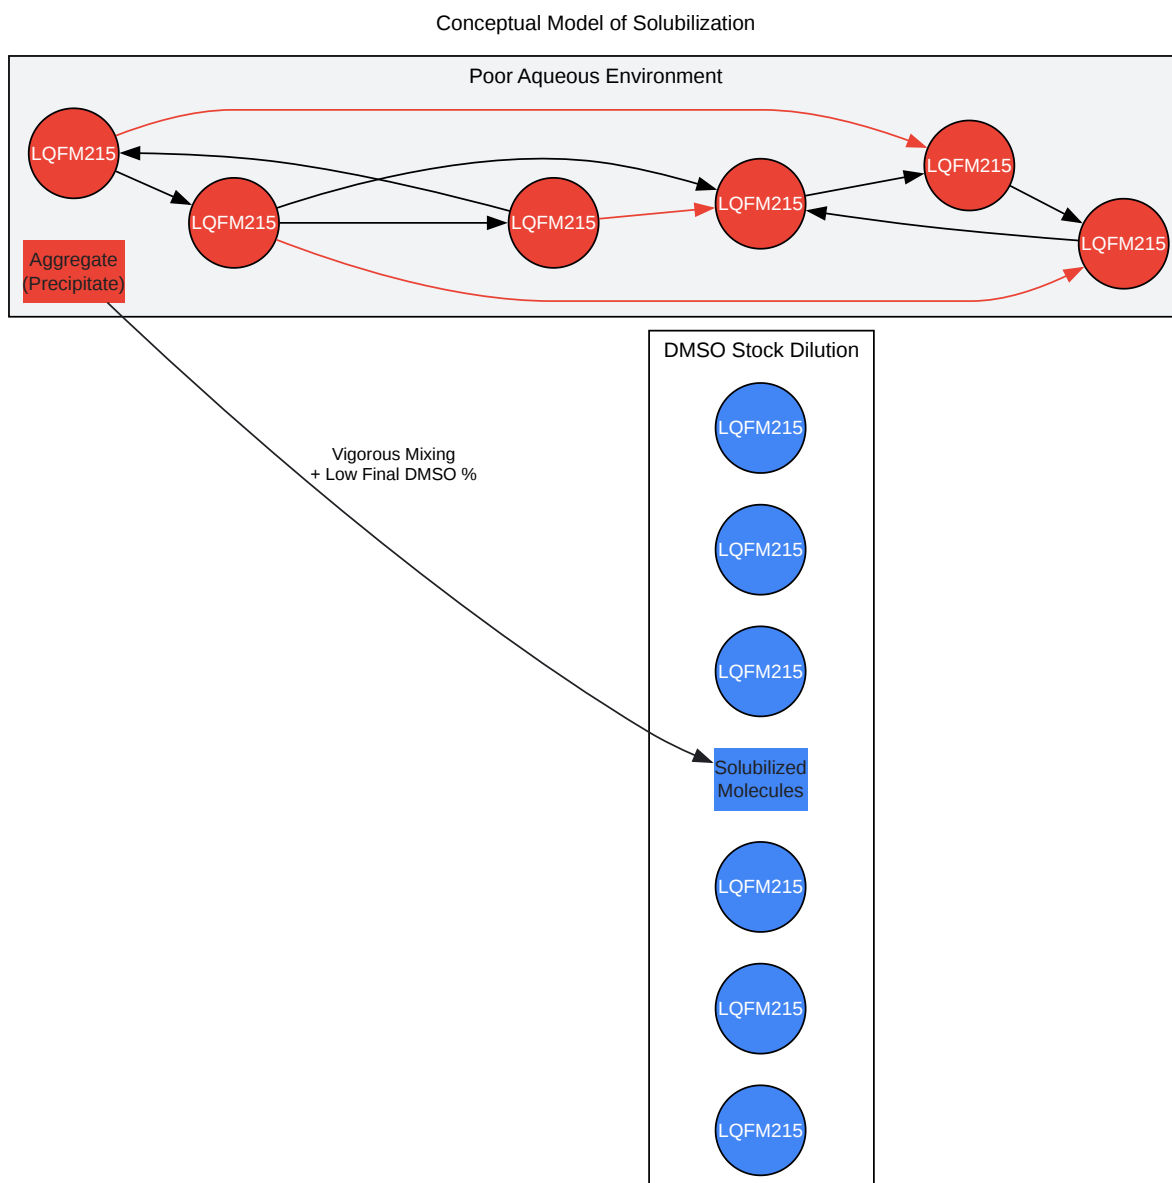 Conceptual Model of Solubilization
Poor Aqueous Environment
LQFM215
LQFM215
LQFM215
LQFM215
LQFM215
LQFM215
Aggregate
(Precipitate)
DMSO Stock Dilution
LQFM215
Vigorous Mixing
+ Low Final DMSO %
LQFM215
LQFM215
Solubilized
Molecules
LQFM215
LQFM215
LQFM215